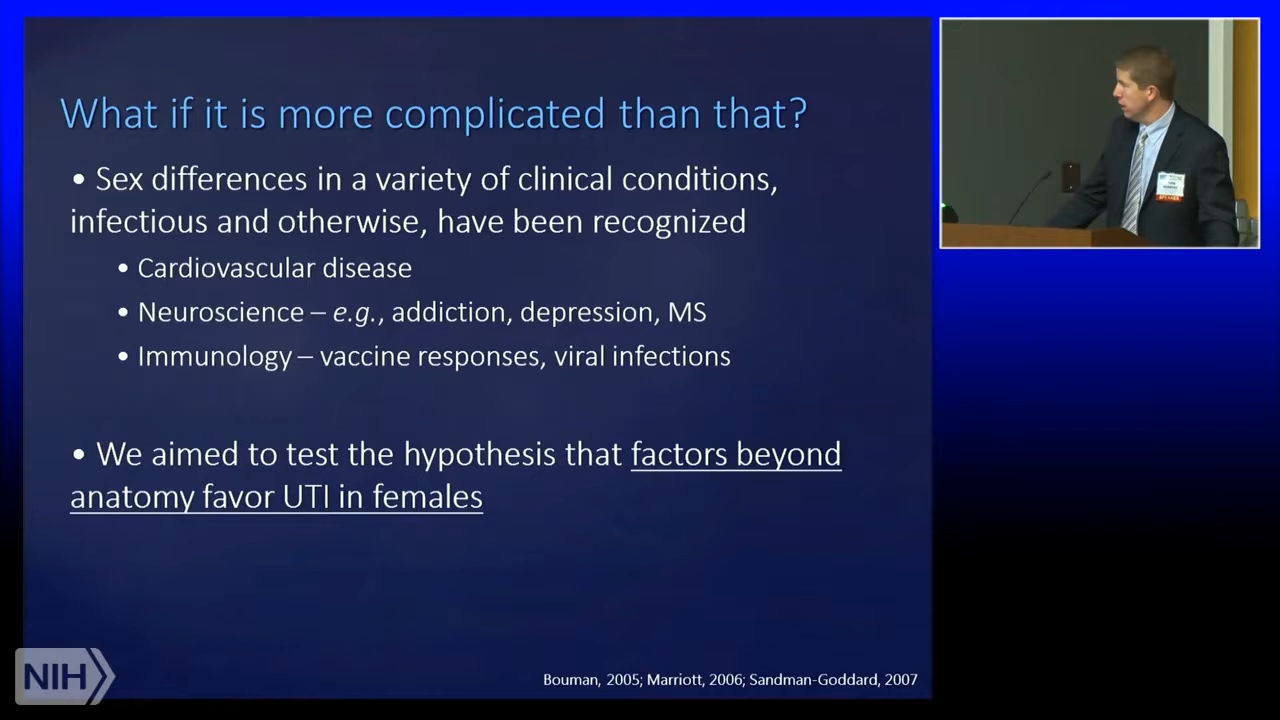 What if it is more complicated than that?
• Sex differences in a variety of clinical conditions,
infectious and otherwise, have been recognized
• Cardiovascular disease
• Neuroscience – e.g., addiction, depression, MS
• Immunology – vaccine responses, viral infections
• We aimed to test the hypothesis that factors beyond
anatomy favor UTI in females
Bouman, 2005; Marriott, 2006; Sandman-Goddard, 2007
NIH
SPEAKER